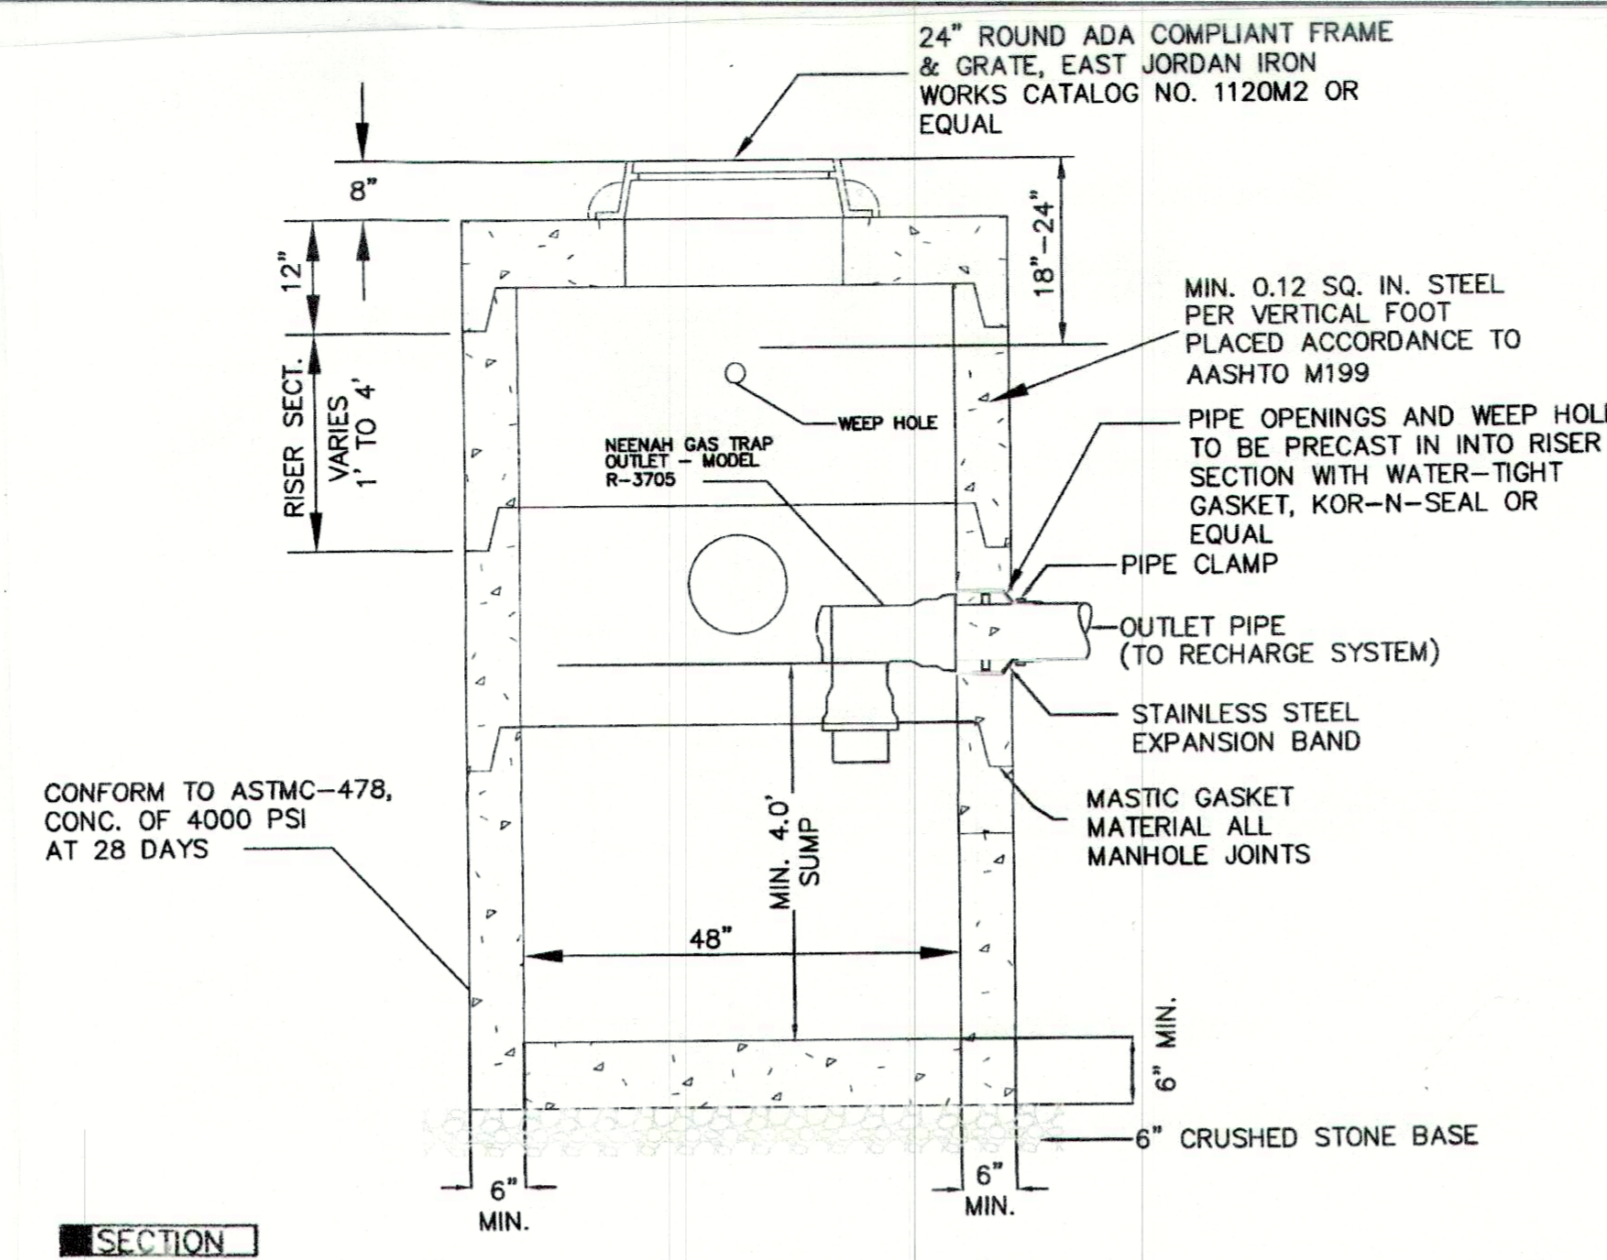 24" ROUND ADA COMPLIANT FRAME
& GRATE, EAST JORDAN IRON
WORKS CATALOG NO. 1120M2 OR
EQUAL
8"
12"
18"-24"
RISER SECT.
VARIES
1' TO 4'
MIN. 0.12 SQ. IN. STEEL
PER VERTICAL FOOT
PLACED ACCORDANCE TO
AASHTO M199
WEEP HOLE
NEENAH GAS TRAP
OUTLET - MODEL
R-3705
PIPE OPENINGS AND WEEP HOL
TO BE PRECAST IN INTO RISER
SECTION WITH WATER-TIGHT
GASKET, KOR-N-SEAL OR
EQUAL
PIPE CLAMP
OUTLET PIPE
(TO RECHARGE SYSTEM)
STAINLESS STEEL
EXPANSION BAND
CONFORM TO ASTMC-478,
CONC. OF 4000 PSI
AT 28 DAYS
MASTIC GASKET
MATERIAL ALL
MANHOLE JOINTS
MIN. 4.0'
SUMP
48"
6" MIN.
6" CRUSHED STONE BASE
6"
MIN.
6"
MIN.
SECTION